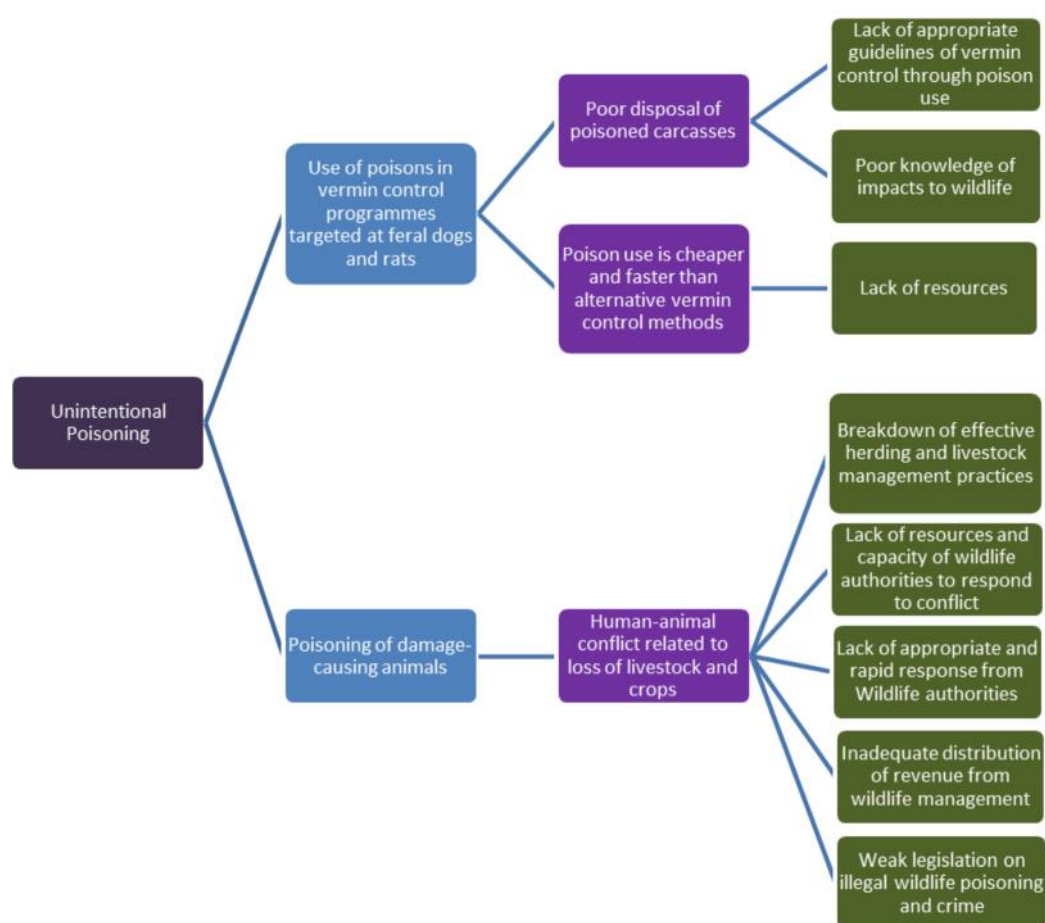 Unintentional
Poisoning
Use of poisons in
vermin control
programmes
targeted at feral dogs
and rats
Poor disposal of
poisoned carcasses
Lack of appropriate
guidelines of vermin
control through poison
use
Poor knowledge of
impacts to wildlife
Poison use is cheaper
and faster than
alternative vermin
control methods
Lack of resources
Poisoning of damage-
causing animals
Human-animal
conflict related to
loss of livestock and
crops
Breakdown of effective
herding and livestock
management practices
Lack of resources and
capacity of wildlife
authorities to respond
to conflict
Lack of appropriate and
rapid response from
Wildlife authorities
Inadequate distribution
of revenue from
wildlife management
Weak legislation on
illegal wildlife poisoning
and crime